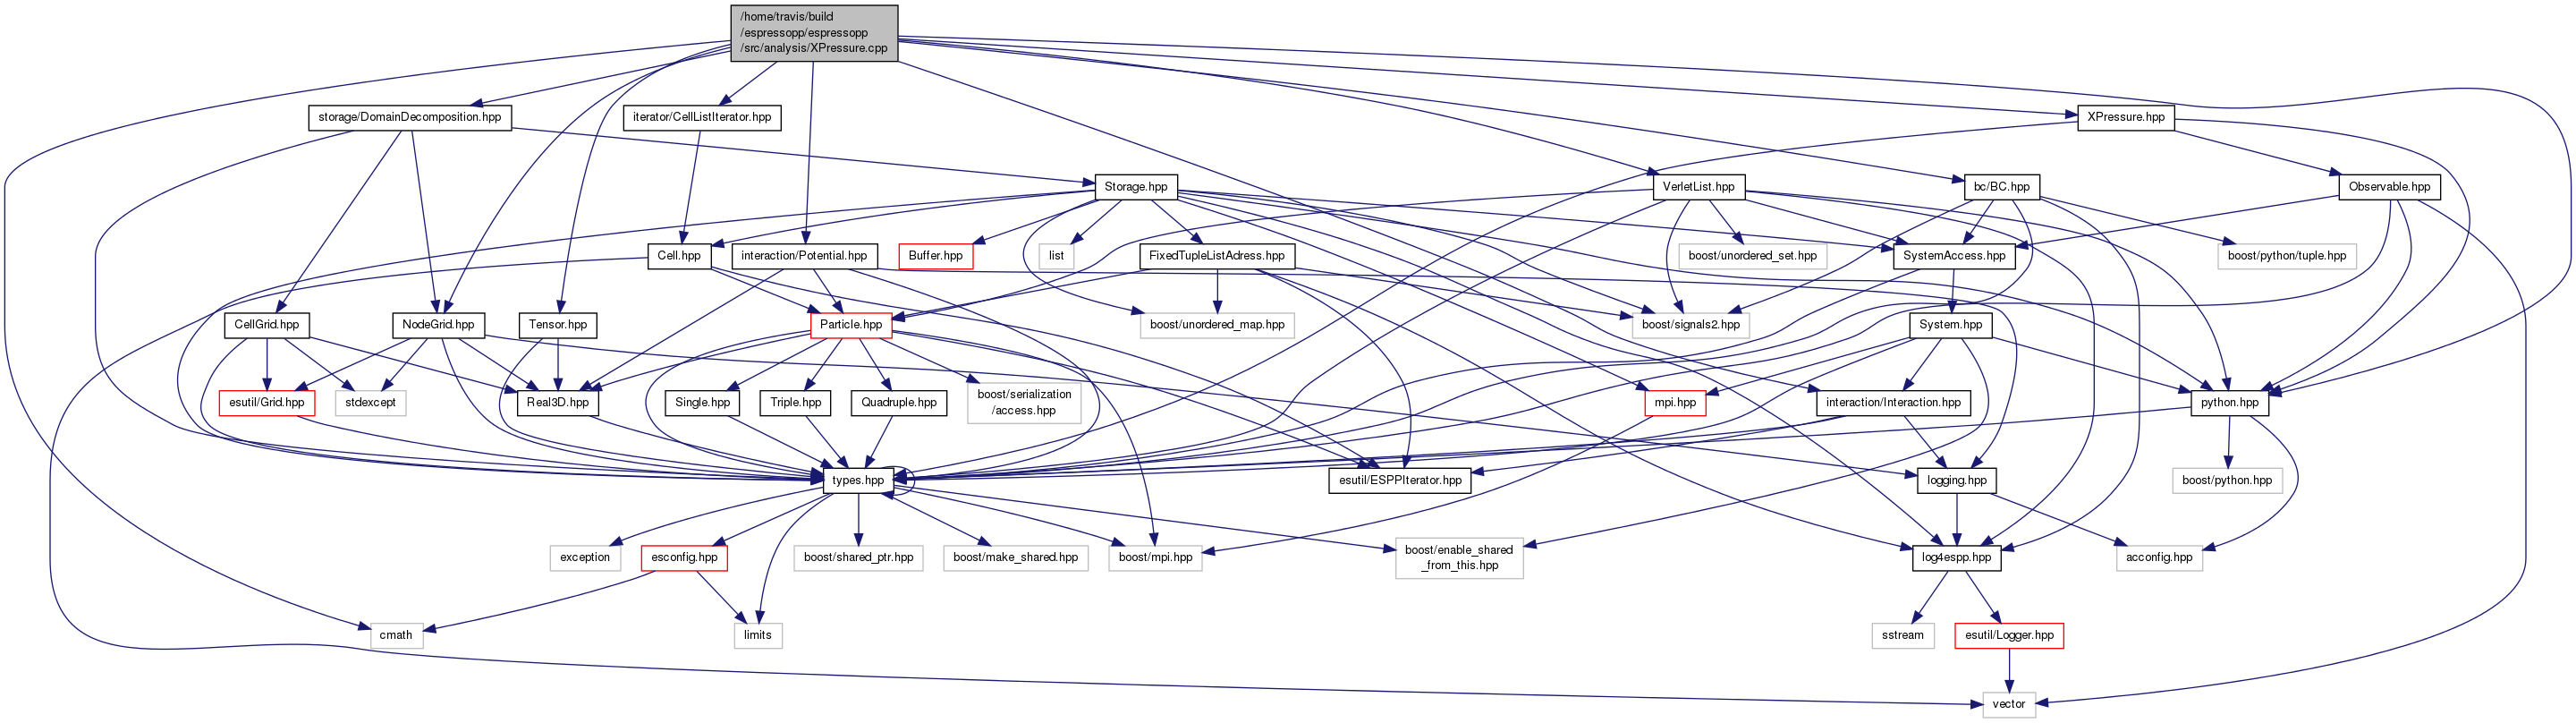 /home/travis/build
/espressopp/espressopp
/src/analysis/XPressure.cpp
storage/DomainDecomposition.hpp
iterator/CellListIterator.hpp
XPressure.hpp
Storage.hpp
VerletList.hpp
bc/BC.hpp
Observable.hpp
Cell.hpp
interaction/Potential.hpp
Buffer.hpp
list
FixedTupleListAdress.hpp
boost/unordered_set.hpp
SystemAccess.hpp
boost/python/tuple.hpp
CellGrid.hpp
NodeGrid.hpp
Tensor.hpp
Particle.hpp
boost/unordered_map.hpp
boost/signals2.hpp
System.hpp
esutil/Grid.hpp
stdexcept
Real3D.hpp
Single.hpp
Triple.hpp
Quadruple.hpp
boost/serialization
/access.hpp
mpi.hpp
interaction/Interaction.hpp
python.hpp
types.hpp
esutil/ESPPIterator.hpp
logging.hpp
boost/python.hpp
exception
esconfig.hpp
boost/shared_ptr.hpp
boost/make_shared.hpp
boost/mpi.hpp
boost/enable_shared
_from_this.hpp
log4espp.hpp
acconfig.hpp
cmath
limits
sstream
esutil/Logger.hpp
vector